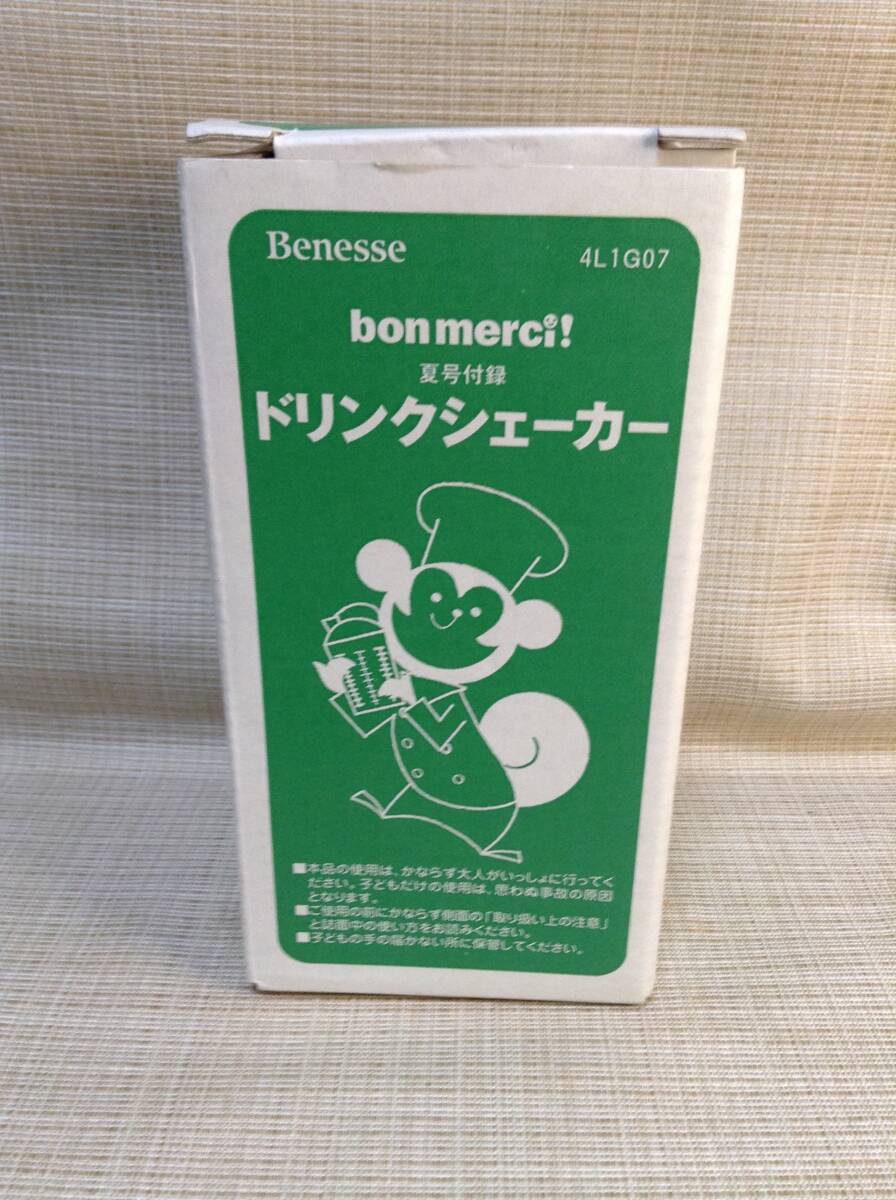 Benesse
4L1G07
bon merci!
夏号付録
ドリンクシェーカー
■本品の使用は、かならず大人がいっしょに行ってく
ださい。子どもだけの使用は、思わぬ事故の原因
となります。
■ご使用の前にかならず側面の「取り扱い上の注意」
と誌面中の使い方をお読みください。
■子どもの手の届かない所に保管してください。